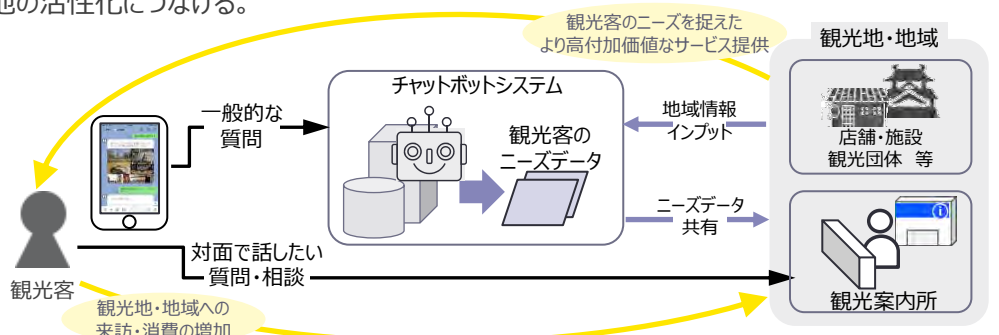 地の活性化につなげる。
観光客のニーズを捉えた
より高付加価値なサービス提供
観光地・地域
チャットボットシステム
一般的な
質問
観光客の
ニーズデータ
地域情報
インプット
店舗・施設
観光団体 等
ニーズデータ
共有
対面で話したい
質問・相談
観光客
観光案内所
観光地・地域への
来訪・消費の増加